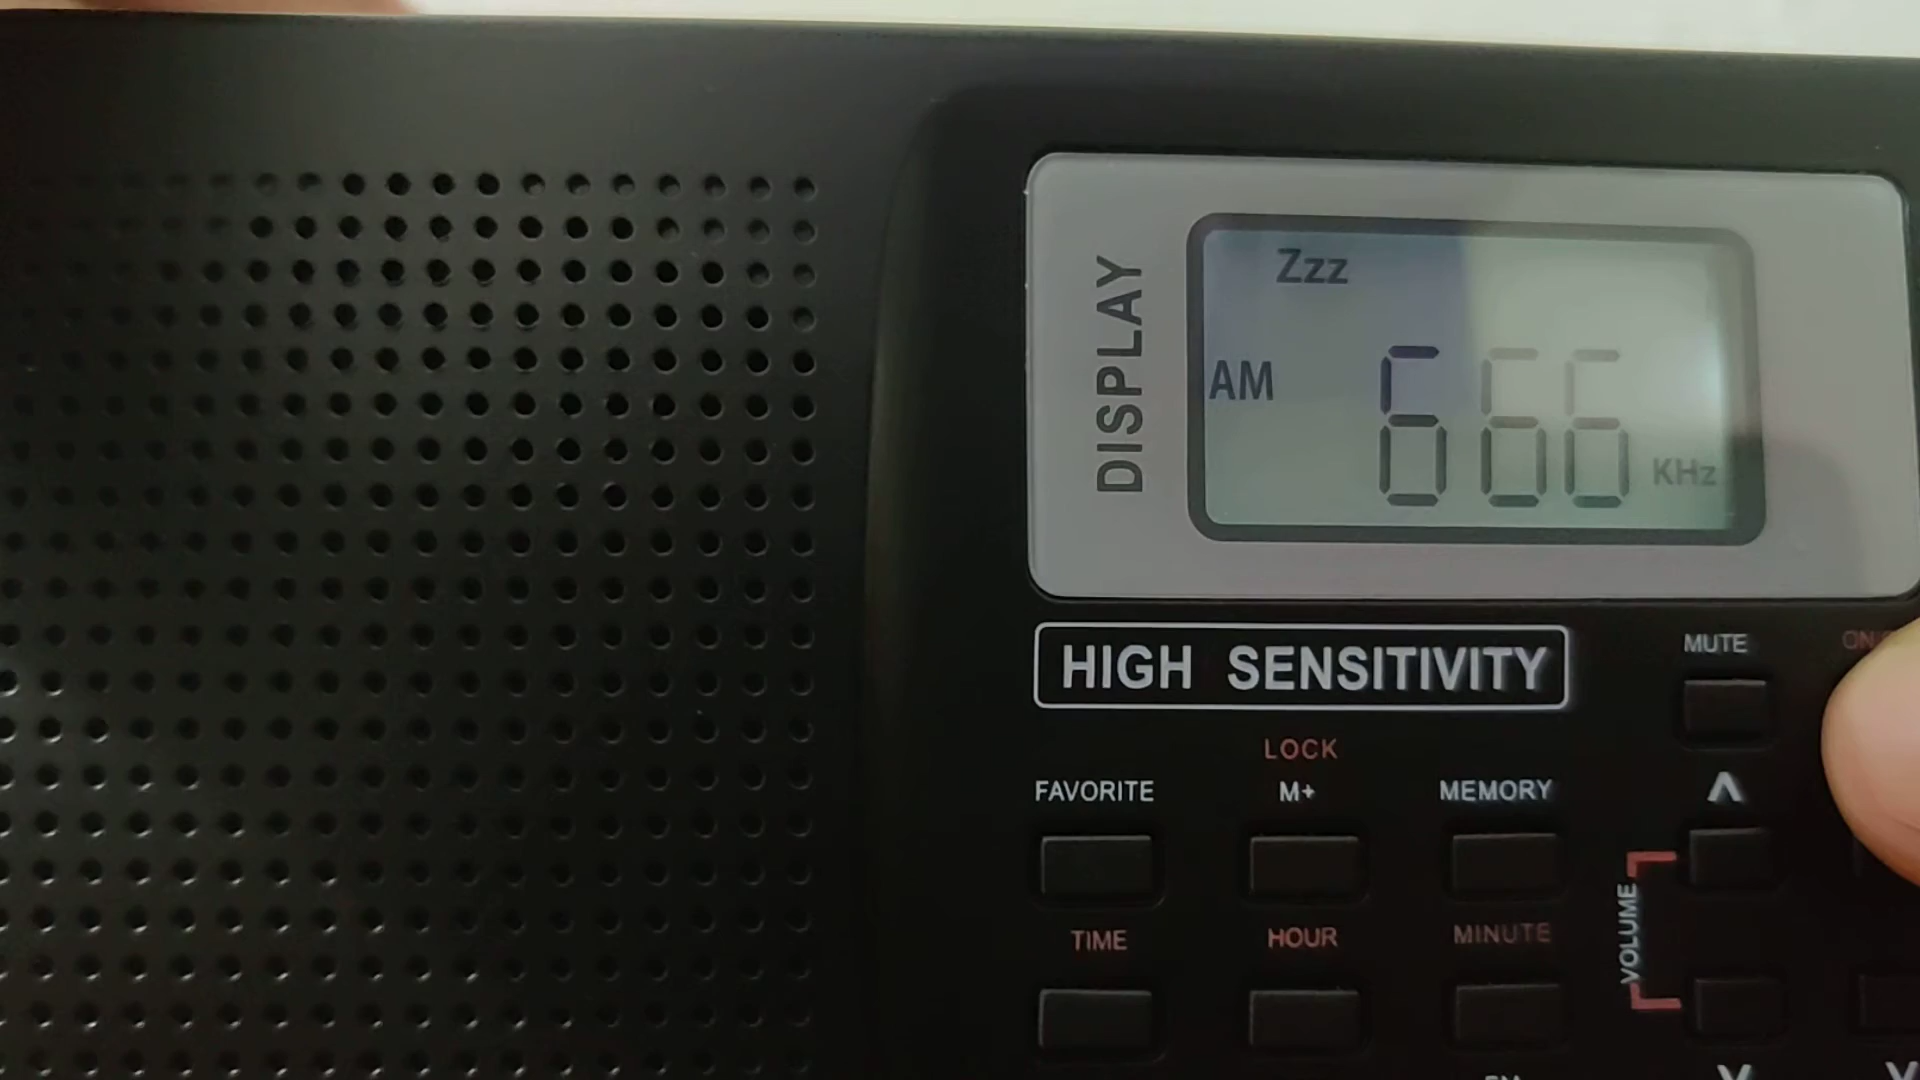 Zzz
DISPLAY
AM 666 KHz
HIGH SENSITIVITY
MUTE
ON
LOCK
FAVORITE M+ MEMORY
VOLUME
TIME HOUR MINUTE